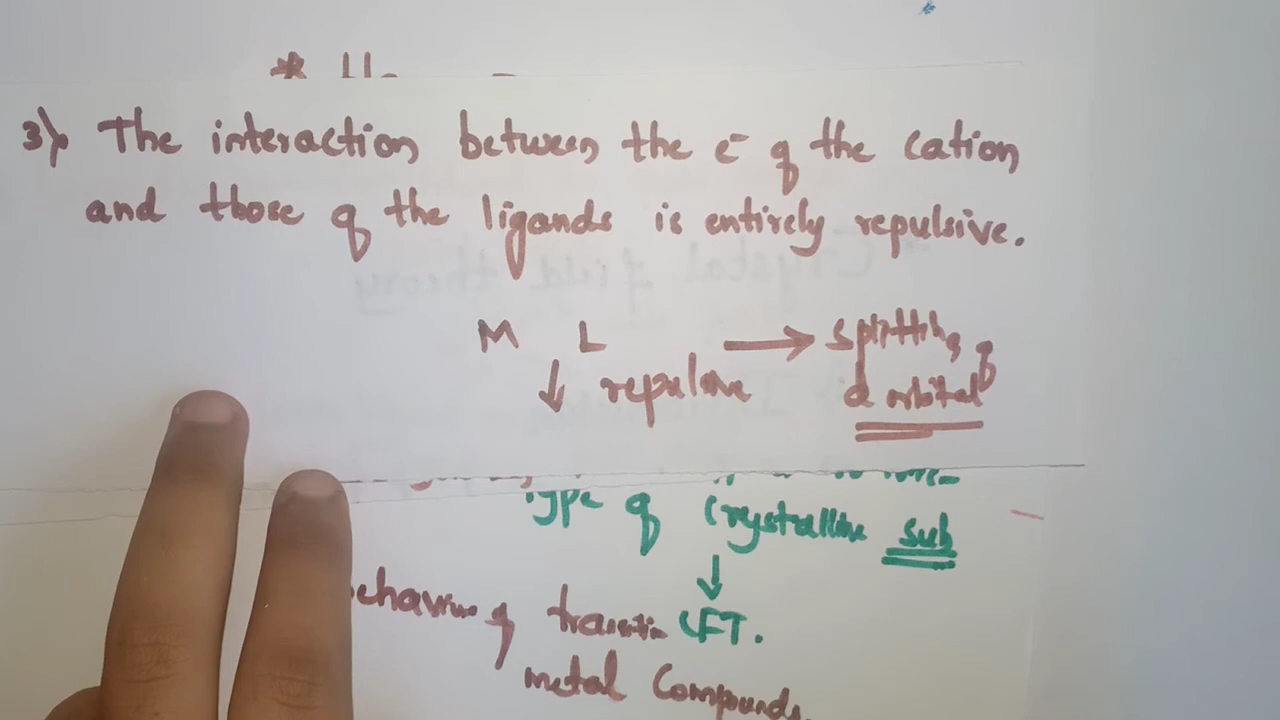 3) The interaction between the e⁻ of the cation
and those of the ligands is entirely repulsive.
M L → splitting of
↓ repulsive d orbital
Type of Crystalline sub
↓
behaviour of transition CFT.
metal Compounds.